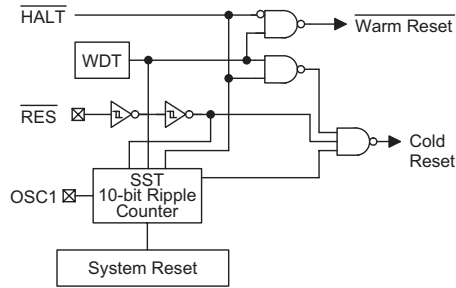 HALT
Warm Reset
WDT
RES
Cold
Reset
SST
10-bit Ripple
Counter
OSC1
System Reset